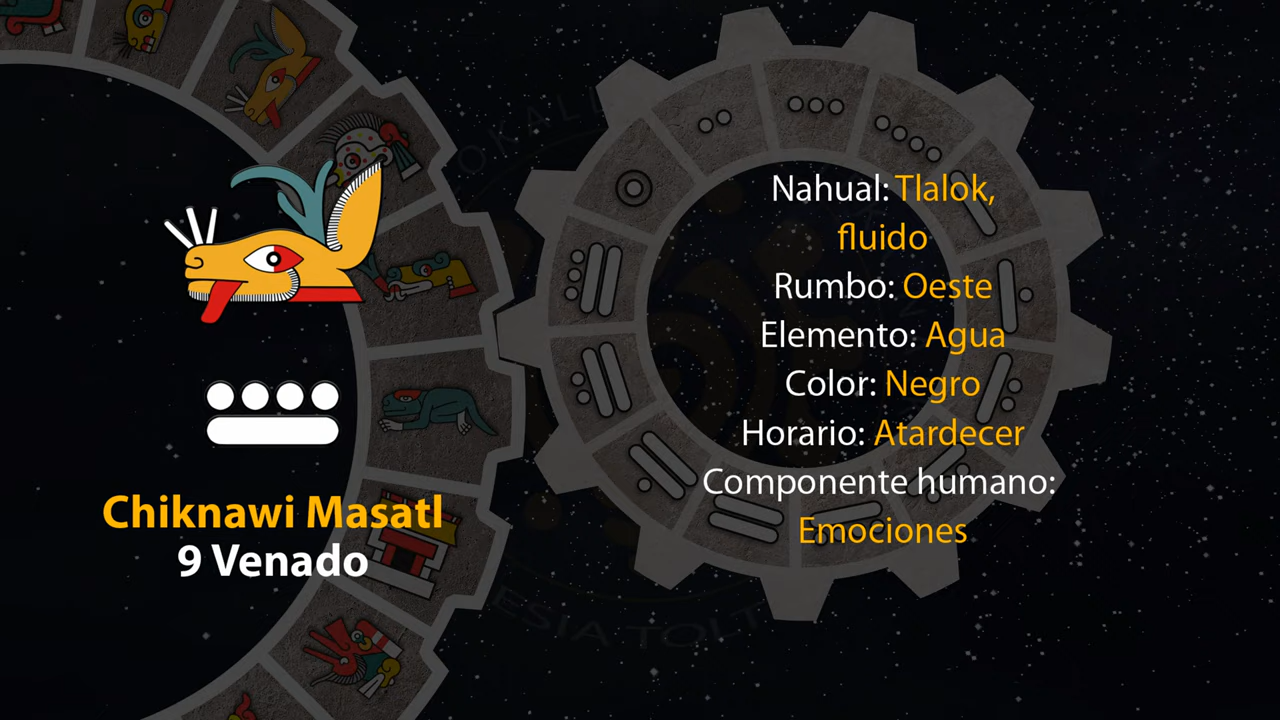 Chiknawi Masatl
9 Venado
Nahual: Tlalok,
fluido
Rumbo: Oeste
Elemento: Agua
Color: Negro
Horario: Atardecer
Componente humano:
Emociones